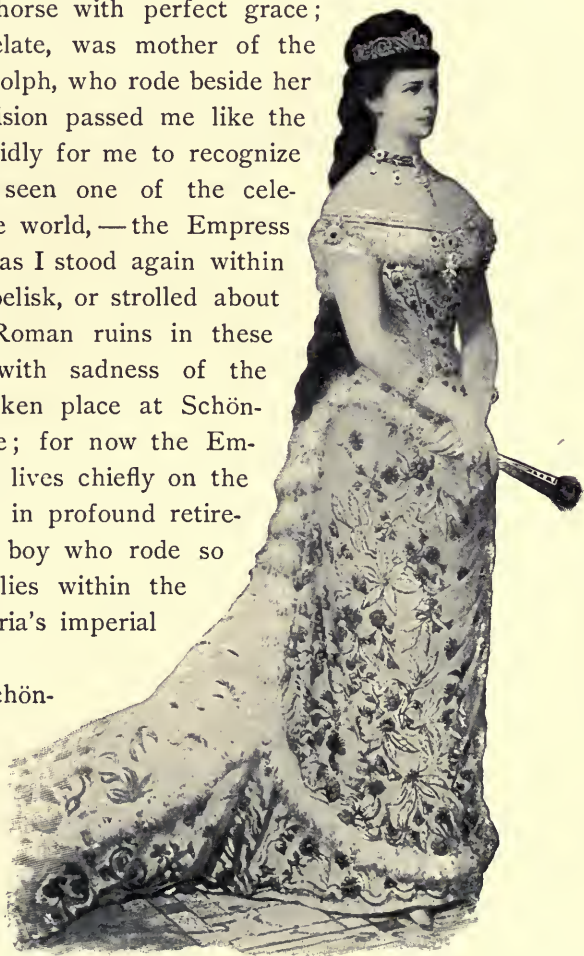 horse with perfect grace;
elate, was mother of the
olph, who rode beside her
ision passed me like the
idly for me to recognize
seen one of the cele-
e world, — the Empress
as I stood again within
belisk, or strolled about
Roman ruins in these
with sadness of the
ken place at Schön-
e; for now the Em-
lives chiefly on the
in profound retire-
boy who rode so
lies within the
ria's imperial
chön-